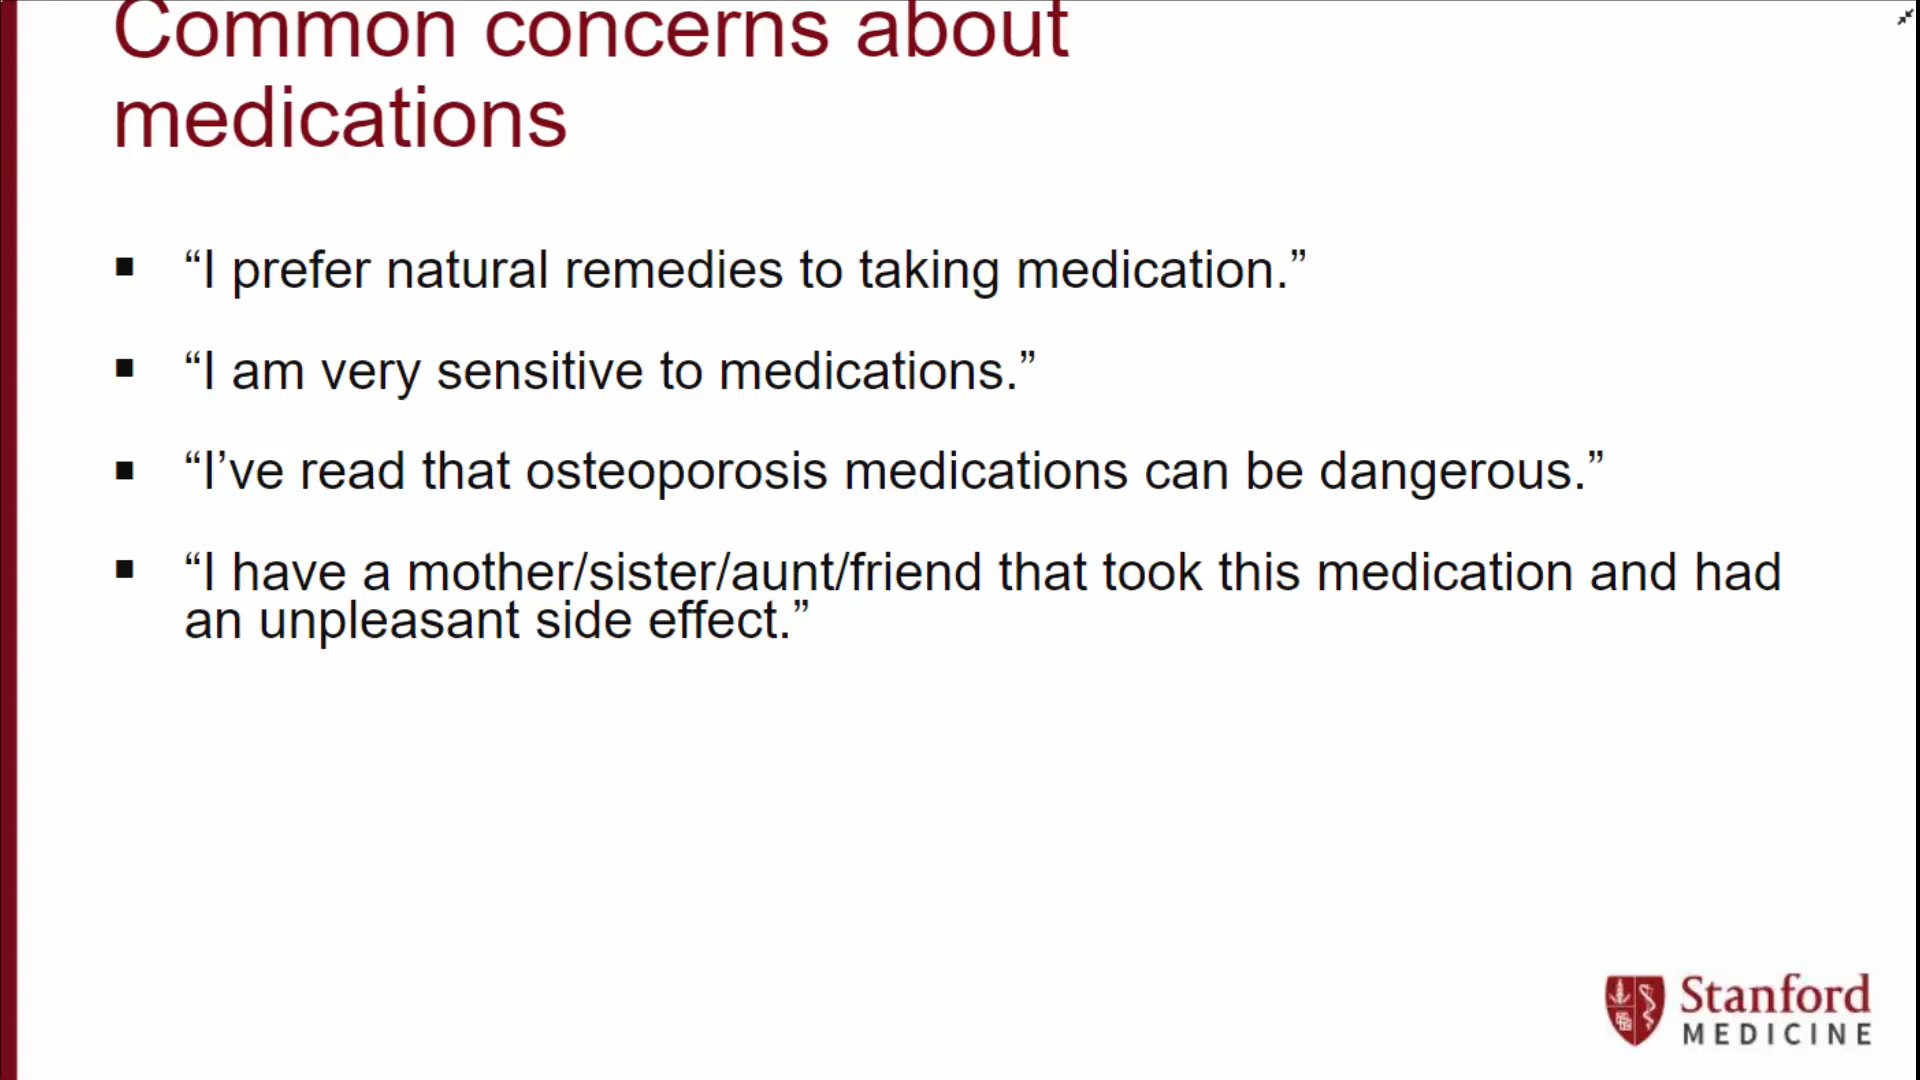 Common concerns about
medications
▪ “I prefer natural remedies to taking medication.”
▪ “I am very sensitive to medications.”
▪ “I’ve read that osteoporosis medications can be dangerous.”
▪ “I have a mother/sister/aunt/friend that took this medication and had
an unpleasant side effect.”
Stanford
MEDICINE